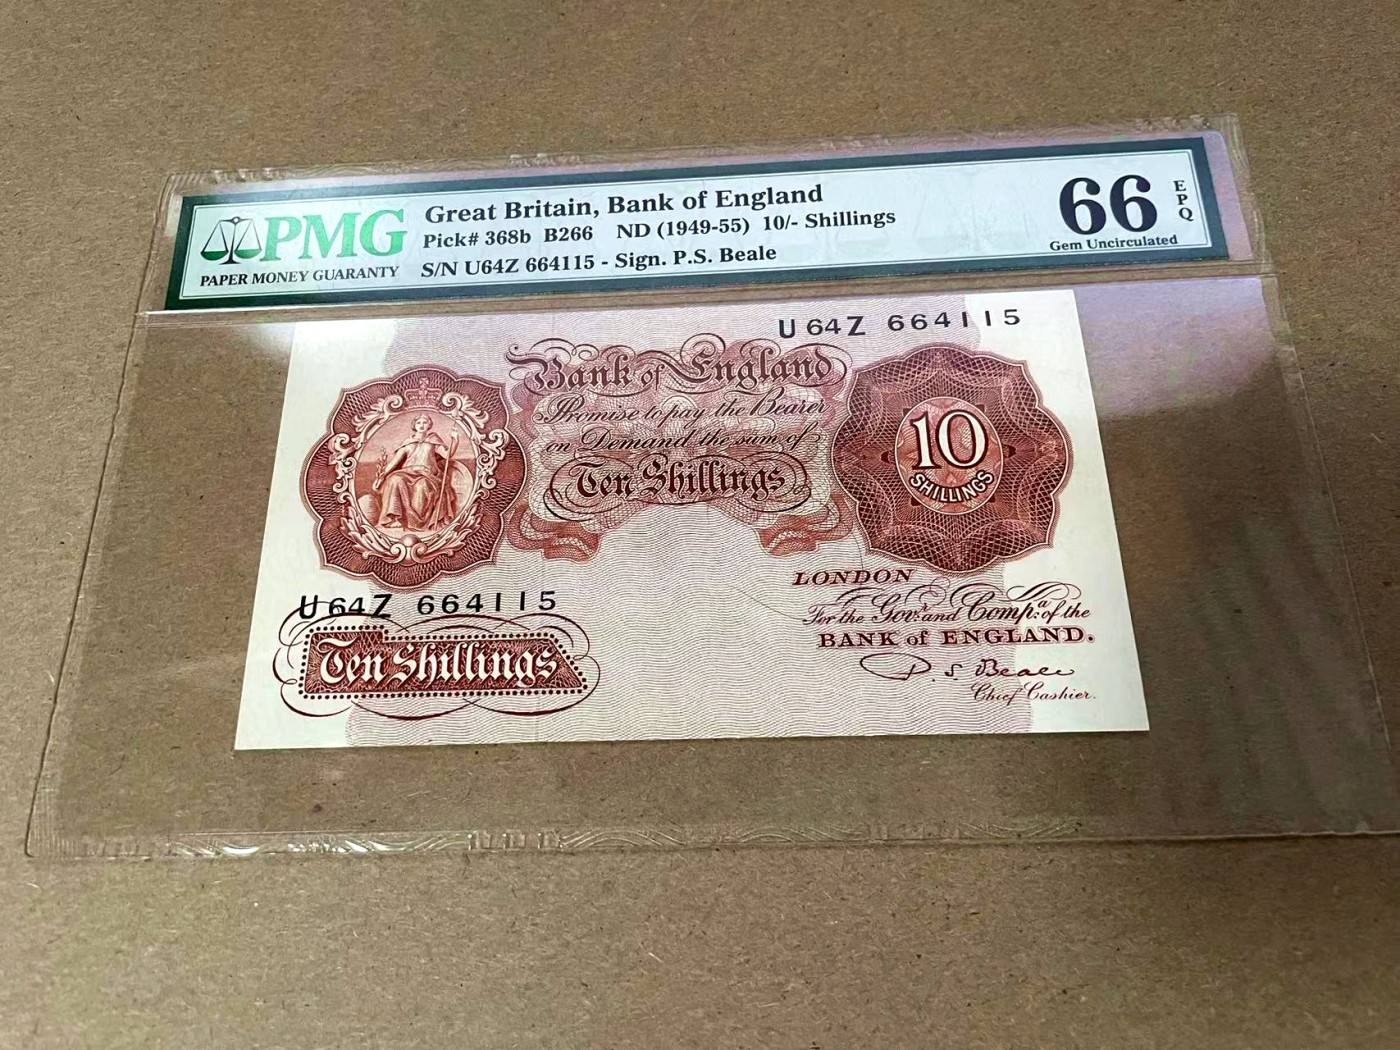 PMG
PAPER MONEY GUARANTY
Great Britain, Bank of England
Pick# 368b B266 ND (1949-55) 10/- Shillings
S/N U64Z 664115 - Sign. P.S. Beale
66
EPQ
Gem Uncirculated
U64Z 664115
Bank of England
Promise to pay the Bearer
on Demand the sum of
Ten Shillings
10
SHILLINGS
LONDON
For the Govr. and Compa. of the
BANK of ENGLAND.
P. S. Beale
Chief Cashier.
U64Z 664115
Ten Shillings